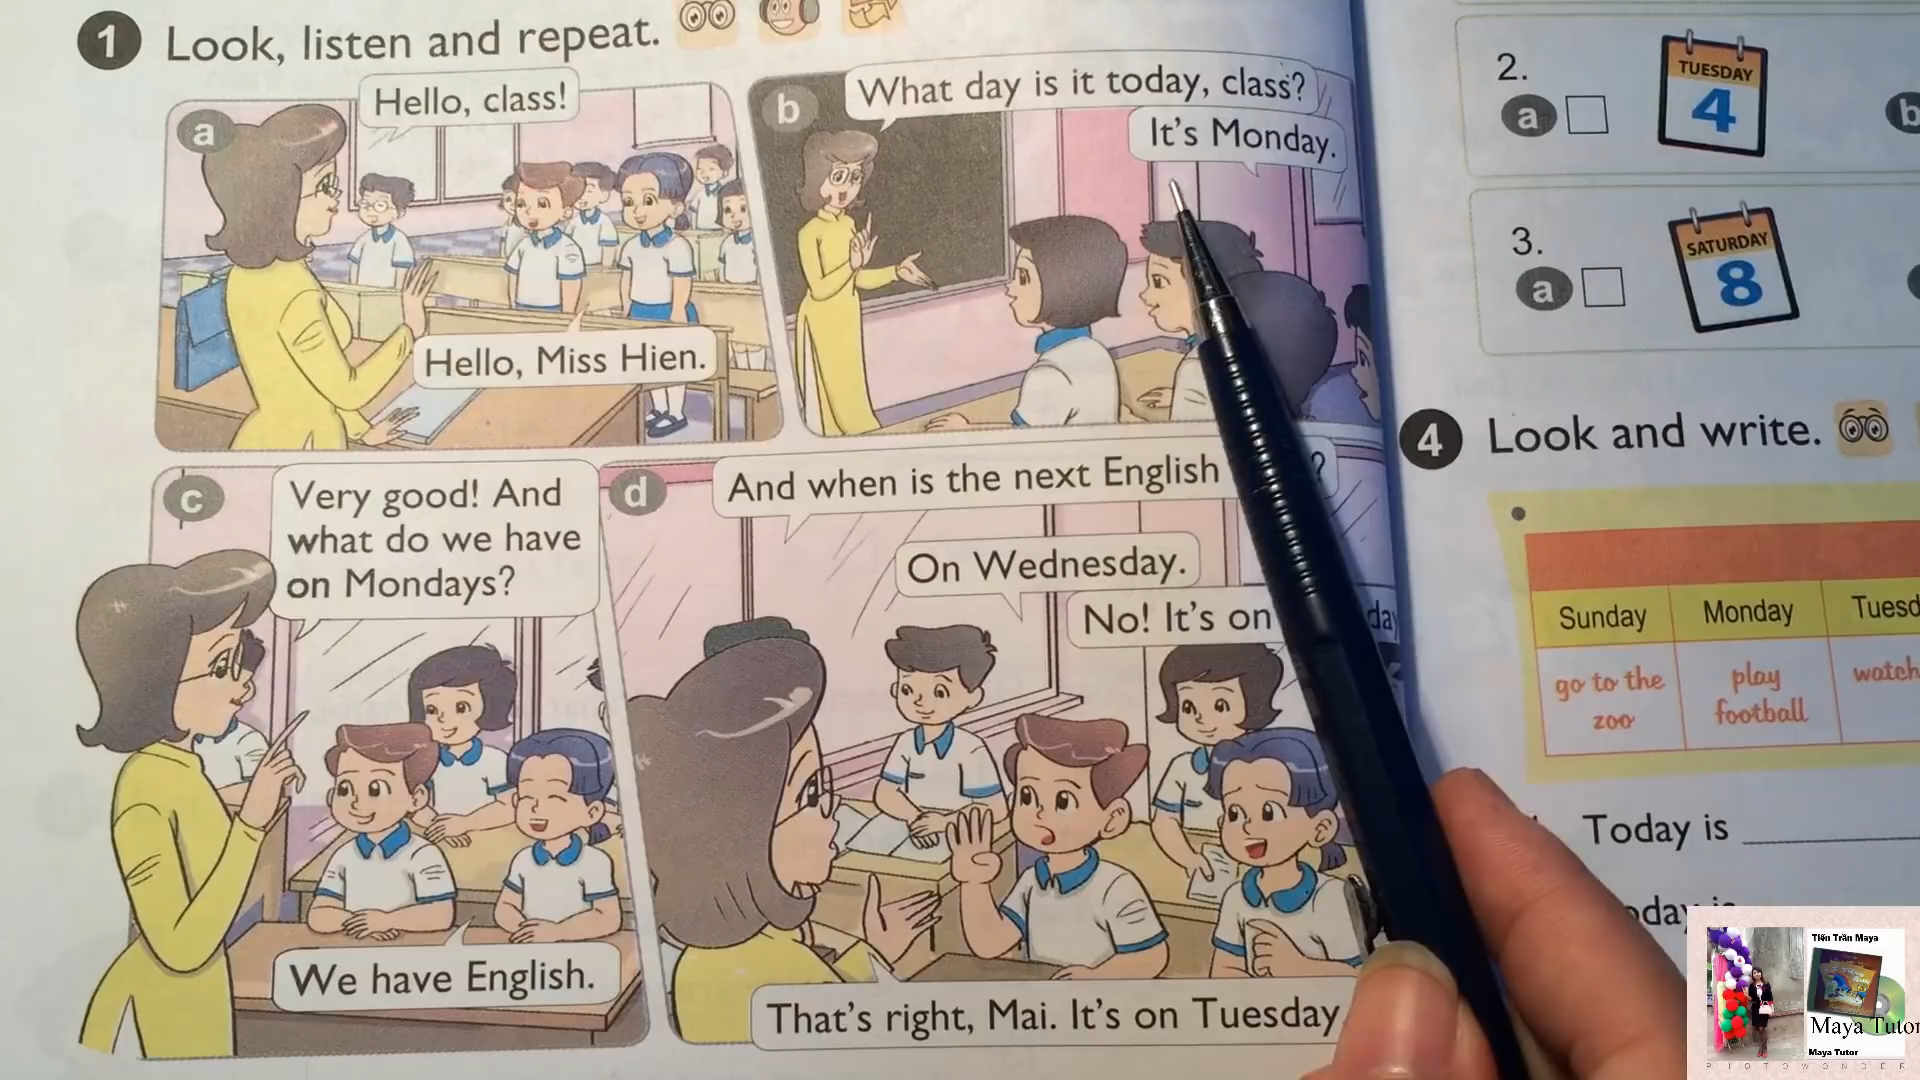 1 Look, listen and repeat.
a
Hello, class!
Hello, Miss Hien.
b
What day is it today, class?
It's Monday.
c
Very good! And
what do we have
on Mondays?
We have English.
d
And when is the next English ?
On Wednesday.
No! It's on
That's right, Mai. It's on Tuesday
2.
a
TUESDAY
4
b
3.
a
SATURDAY
8
4 Look and write.
Sunday Monday Tuesd
go to the
zoo
play
football
watch
Today is
Tiến Trần Maya
Maya Tutor
Maya Tutor
PHOTOWONDER